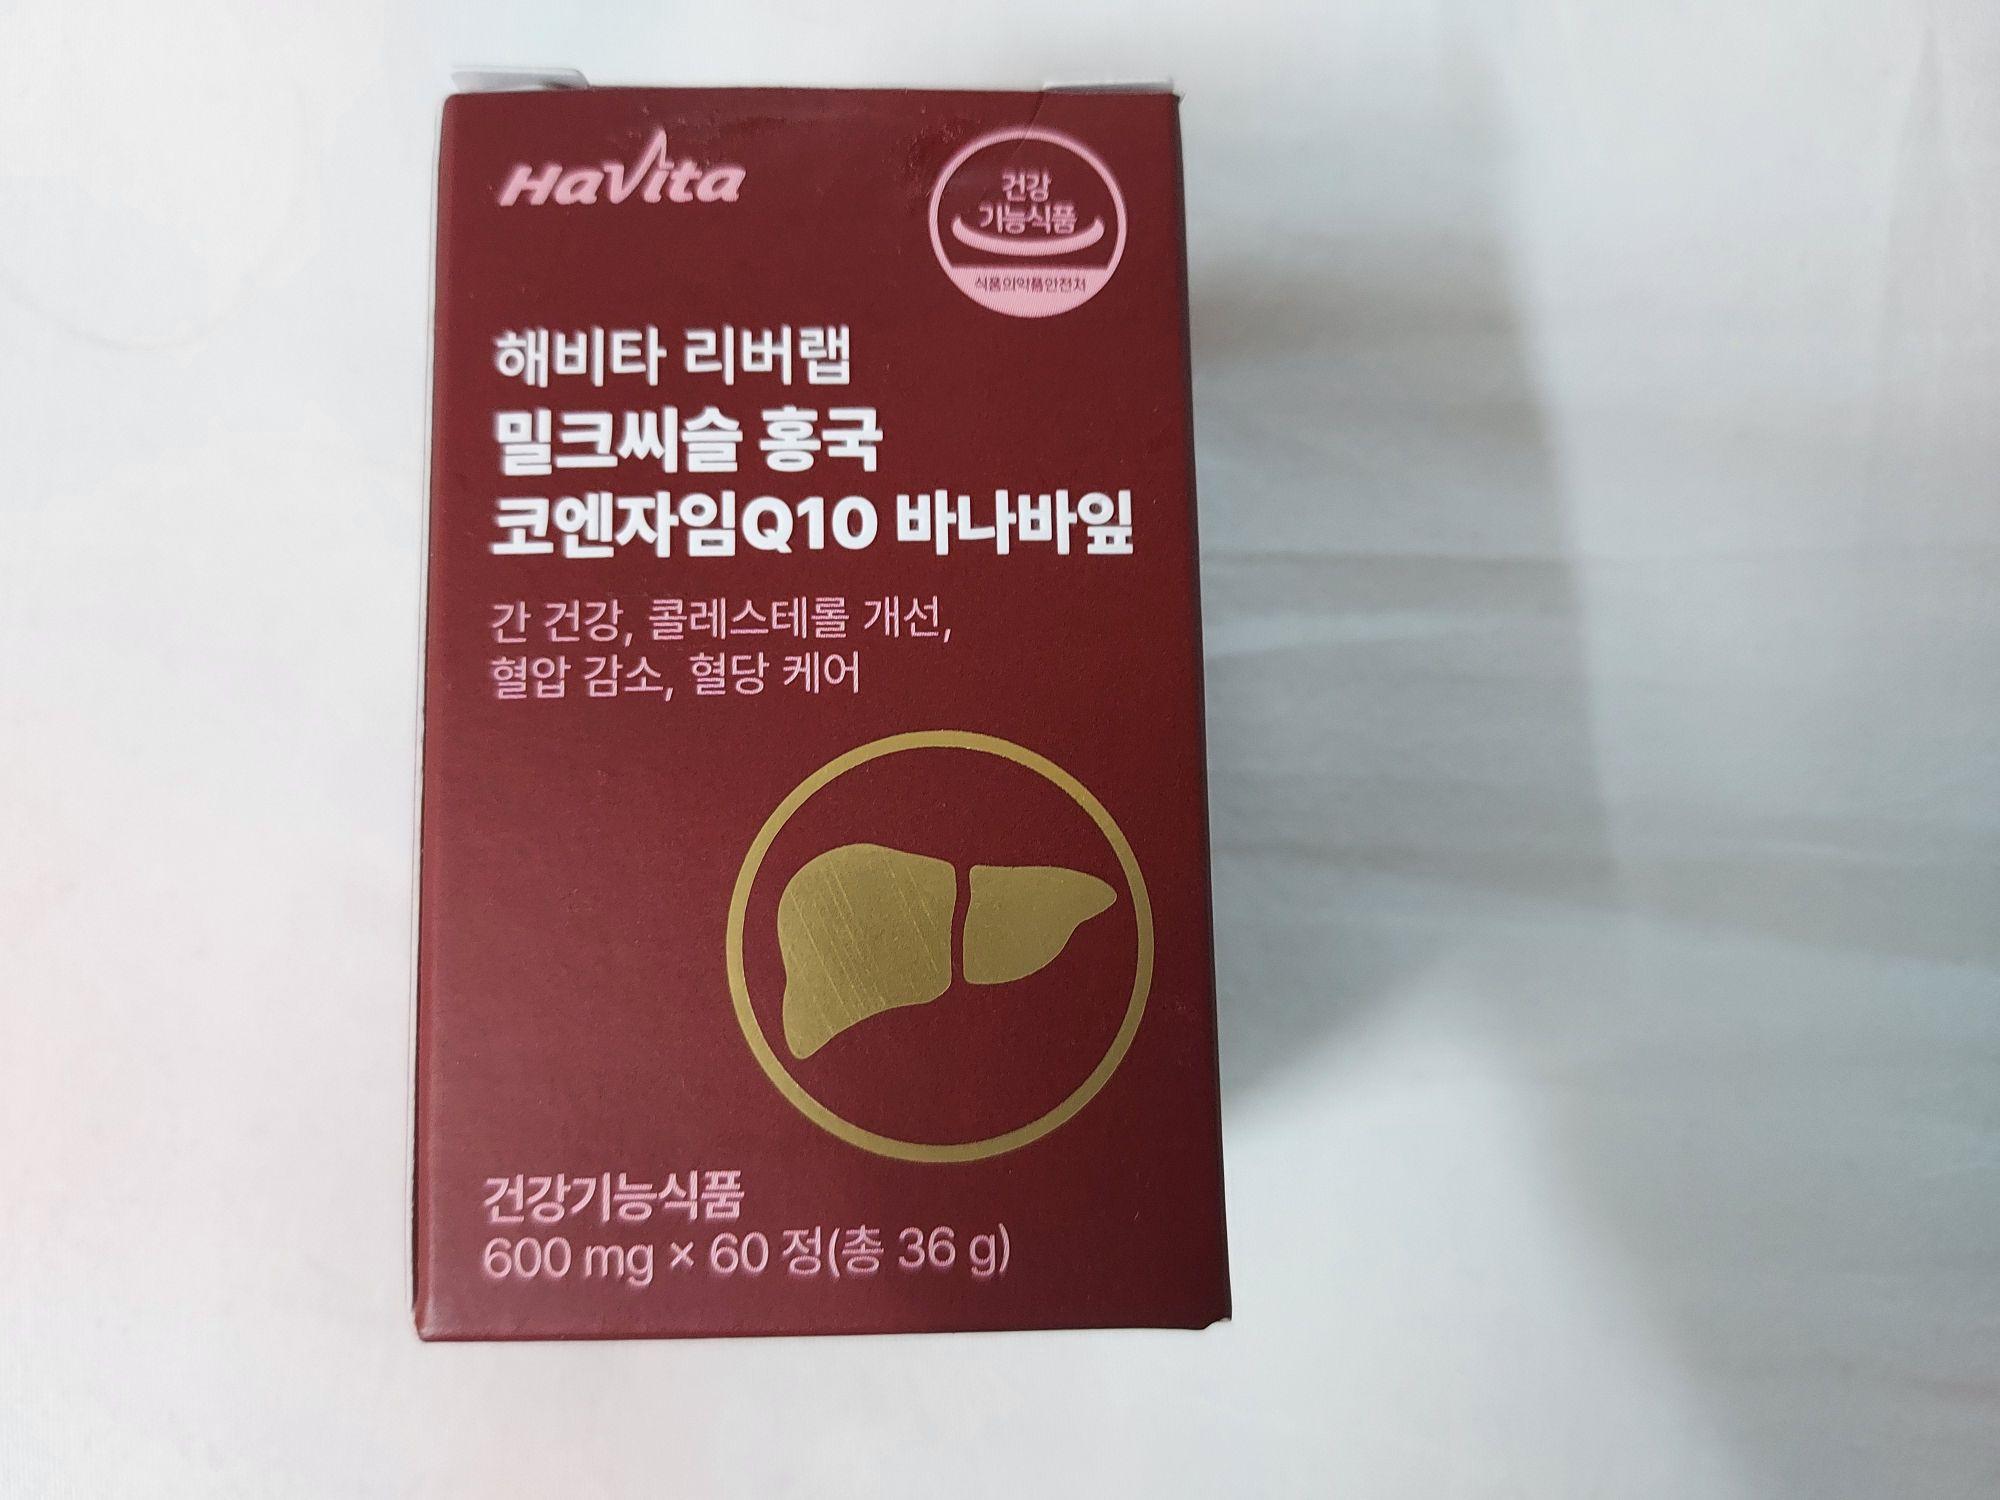 HaVita
건강
기능식품
식품의약품안전처
해비타 리버랩
밀크씨슬 홍국
코엔자임Q10 바나바잎
간 건강, 콜레스테롤 개선,
혈압 감소, 혈당 케어
건강기능식품
600 mg × 60 정(총 36 g)